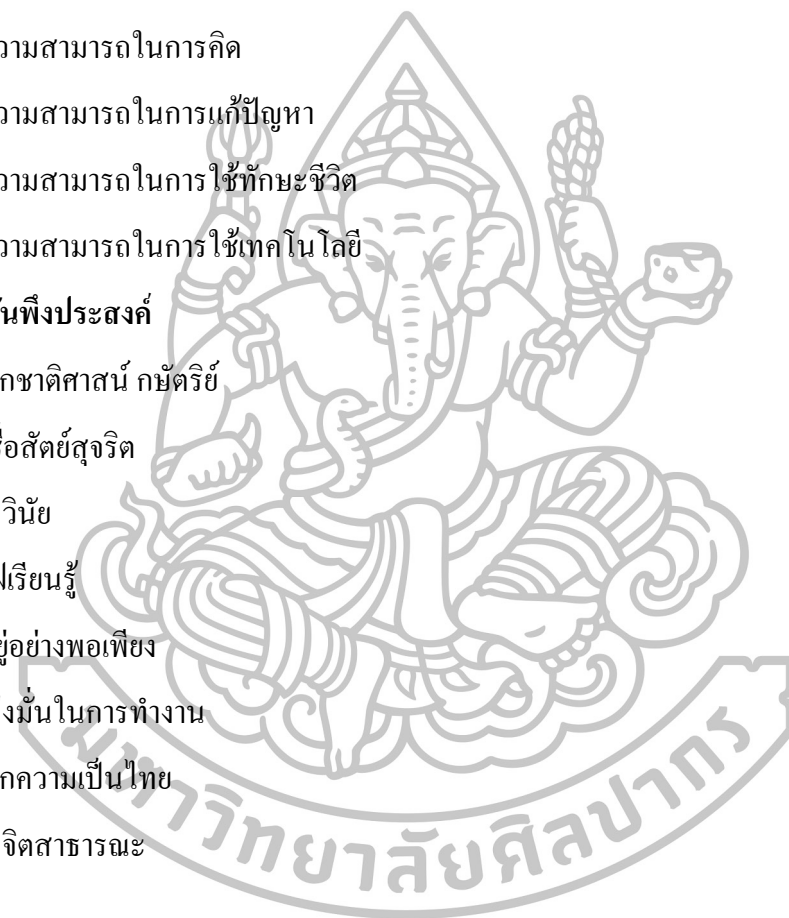 วามสามารถในการคิด
วามสามารถในการแก้ปัญหา
วามสามารถในการใช้ทักษะชีวิต
วามสามารถในการใช้เทคโนโลยี
ันพึงประสงค์
ักชาติศาสน์ กษัตริย์
ซื่อสัตย์สุจริต
วินัย
ฝ่เรียนรู้
ยู่อย่างพอเพียง
งมั่นในการทำงาน
ักความเป็นไทย
จิตสาธารณะ
มหาวิทยาลัยศิลปากร